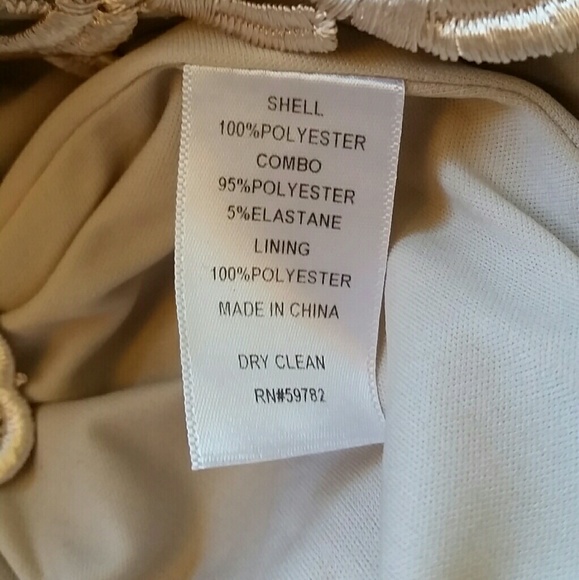 SHELL
100%POLYESTER
COMBO
95%POLYESTER
5%ELASTANE
LINING
100%POLYESTER
MADE IN CHINA
DRY CLEAN
RN#59782